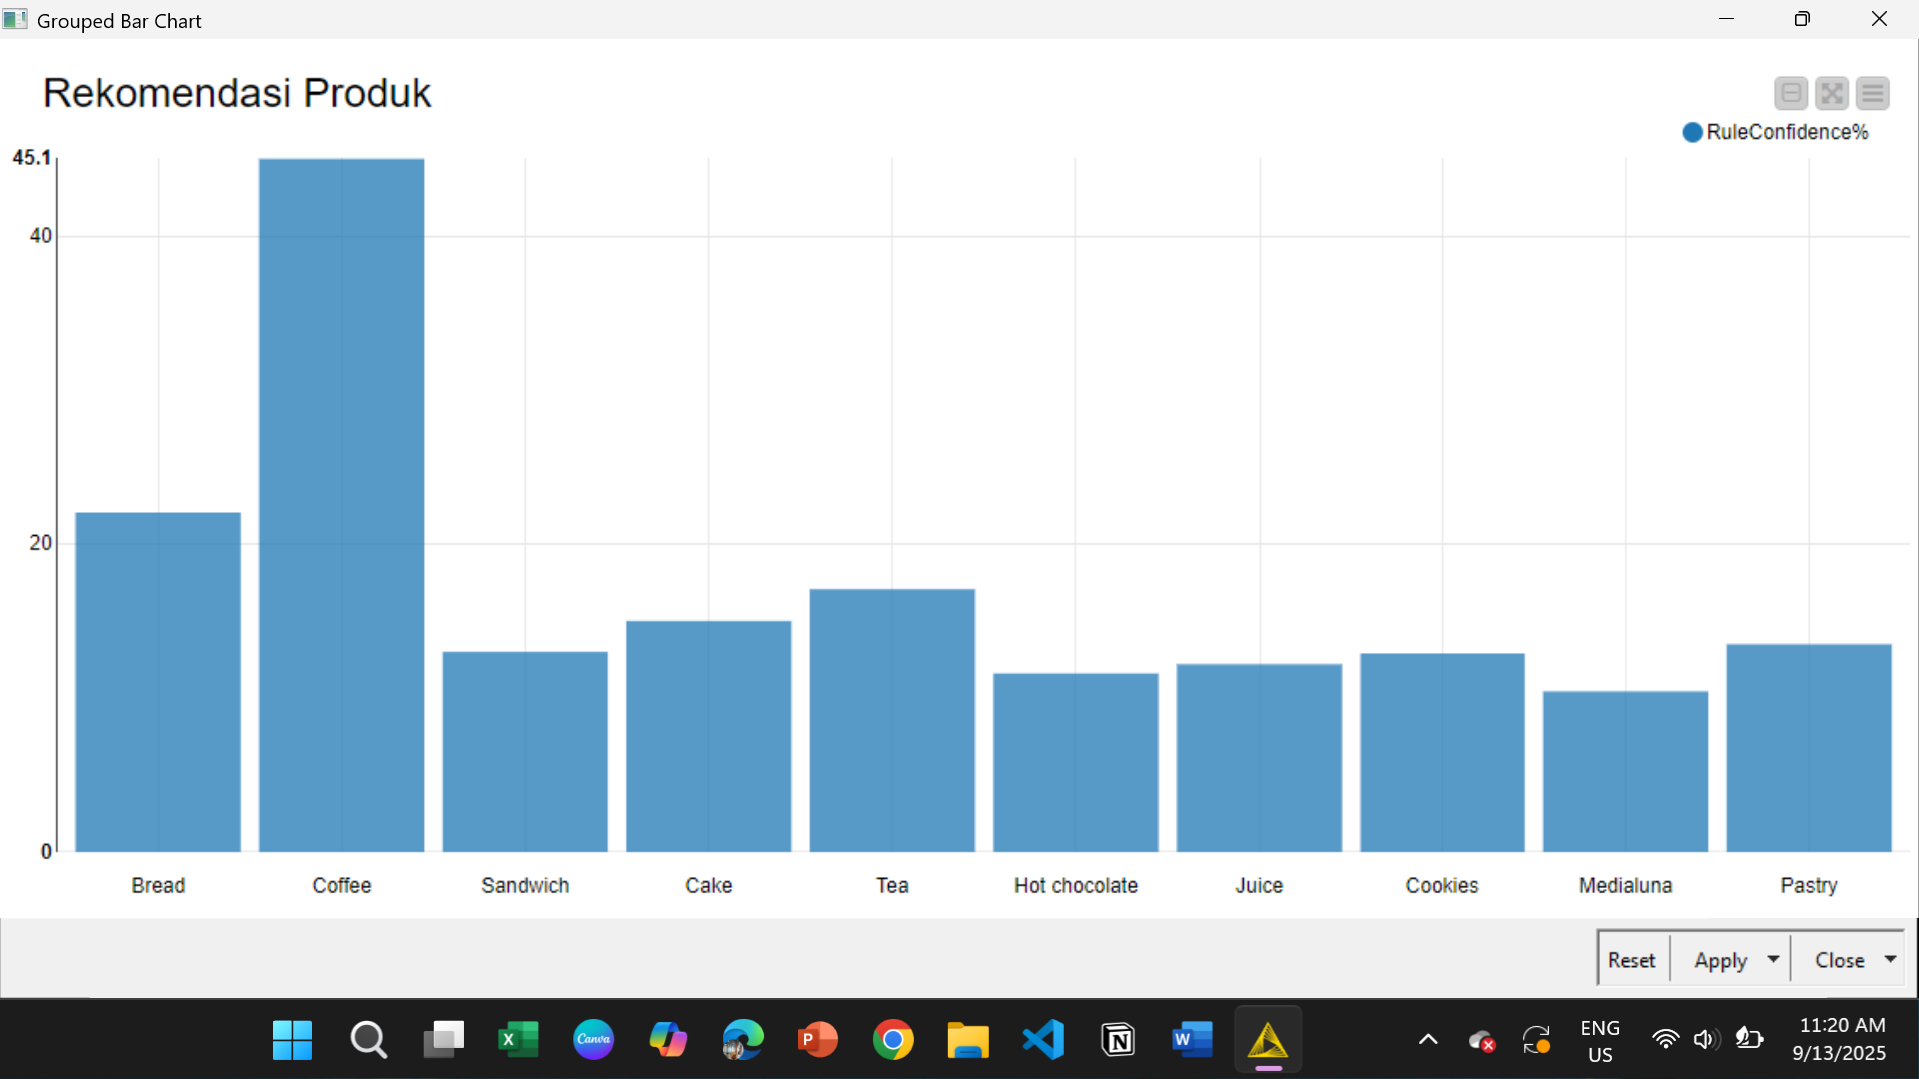 Grouped Bar Chart
Rekomendasi Produk
RuleConfidence%
45.1
40
20
0
Bread Coffee Sandwich Cake Tea Hot chocolate Juice Cookies Medialuna Pastry
Reset Apply Close
X Canva P N W
ENG
US
11:20 AM
9/13/2025